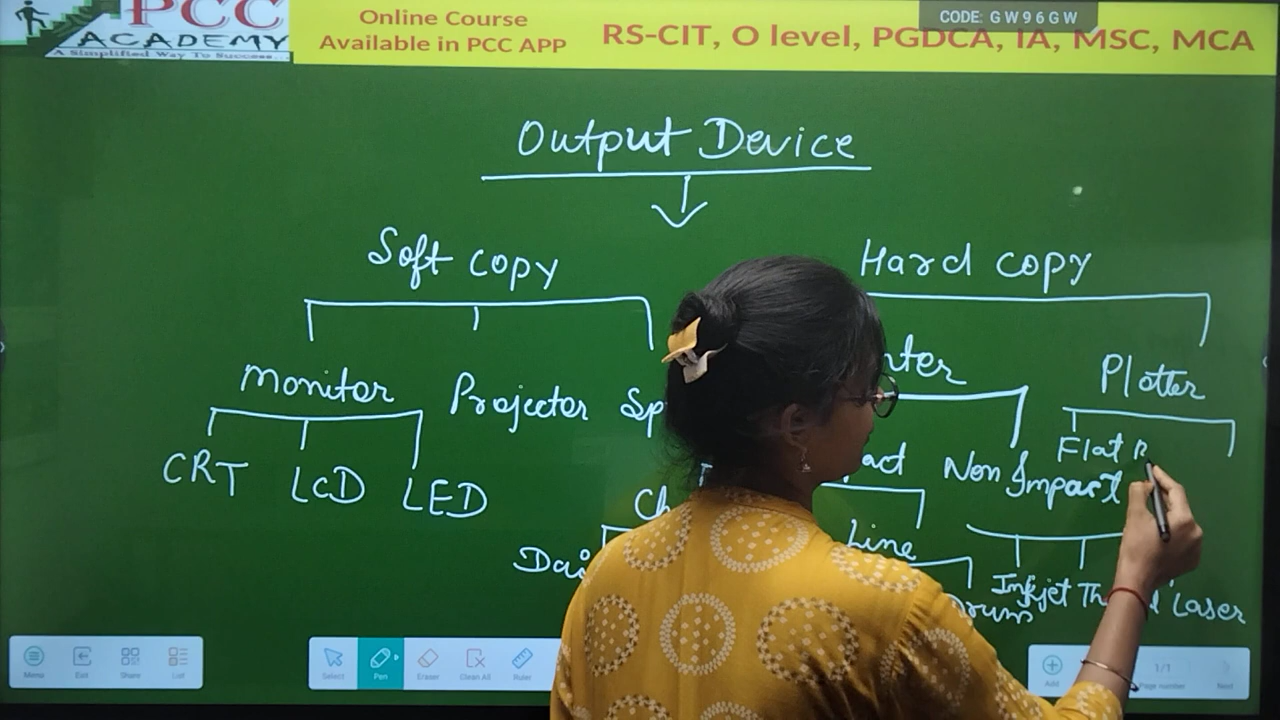 PCC
ACADEMY
A Simplified Way To Success...
Online Course
Available in PCC APP
RS-CIT, O level, PGDCA, IA, MSC, MCA
CODE: GW96GW
Output Device
Soft copy
Hard copy
Monitor
Projector
Plotter
CRT
LCD
LED
Non Impact
Flat
Line
Inkjet
Laser
Menu
Exit
Share
List
Select
Pen
Eraser
Clean All
Ruler
Add
1/1
Page number
Next